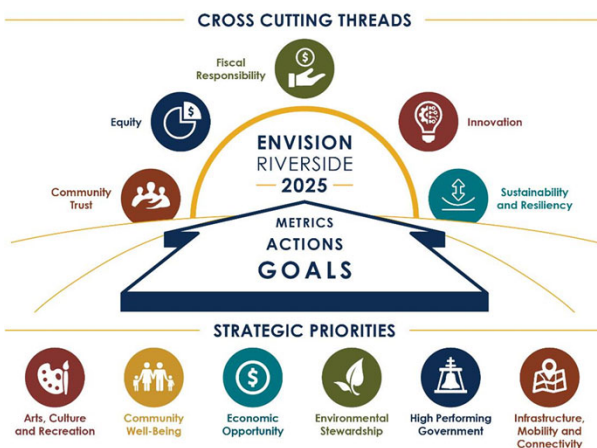 CROSS CUTTING THREADS
Fiscal
Responsibility
$
Equity
$
Innovation
ENVISION
RIVERSIDE
2025
Community
Trust
Sustainability
and Resiliency
METRICS
ACTIONS
GOALS
STRATEGIC PRIORITIES
$
Arts, Culture
and Recreation
Community
Well-Being
Economic
Opportunity
Environmental
Stewardship
High Performing
Government
Infrastructure,
Mobility and
Connectivity